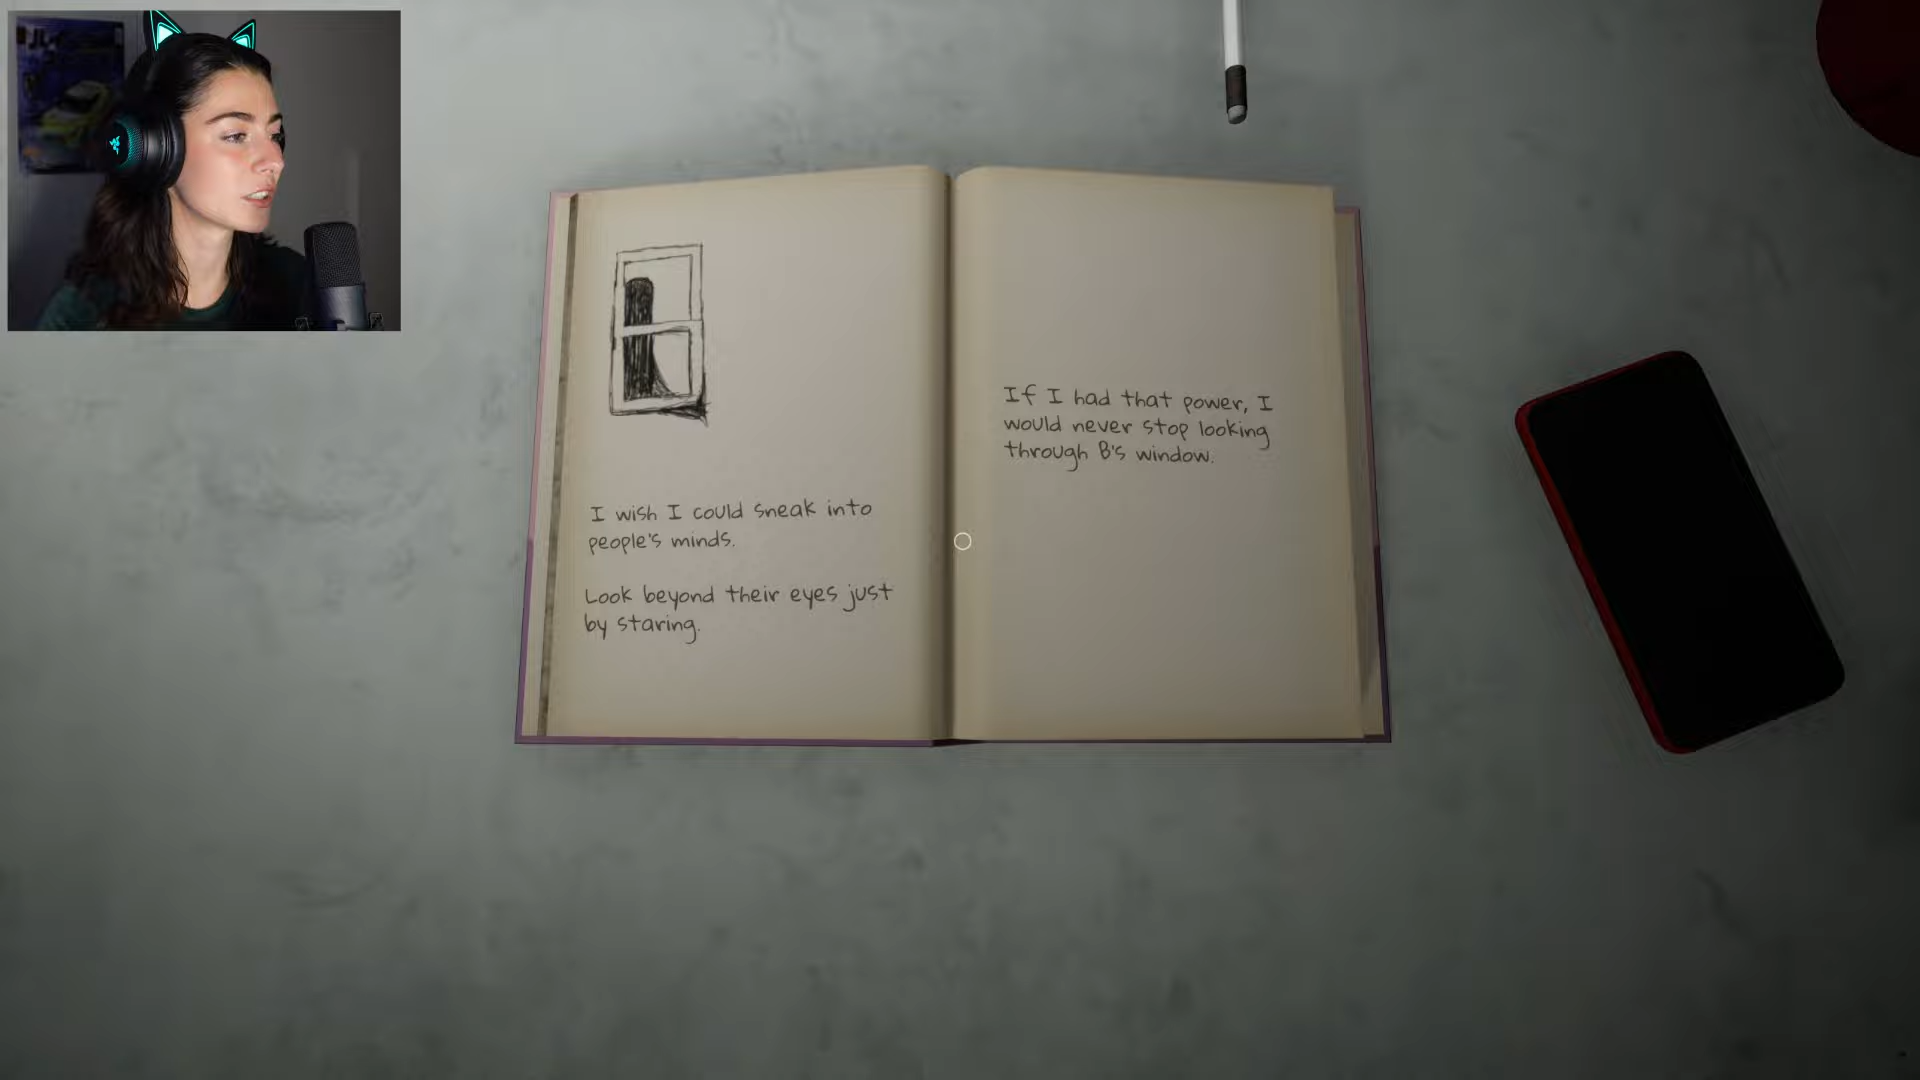 I wish I could sneak into
people's minds.
Look beyond their eyes just
by staring.
If I had that power, I
would never stop looking
through B's window.